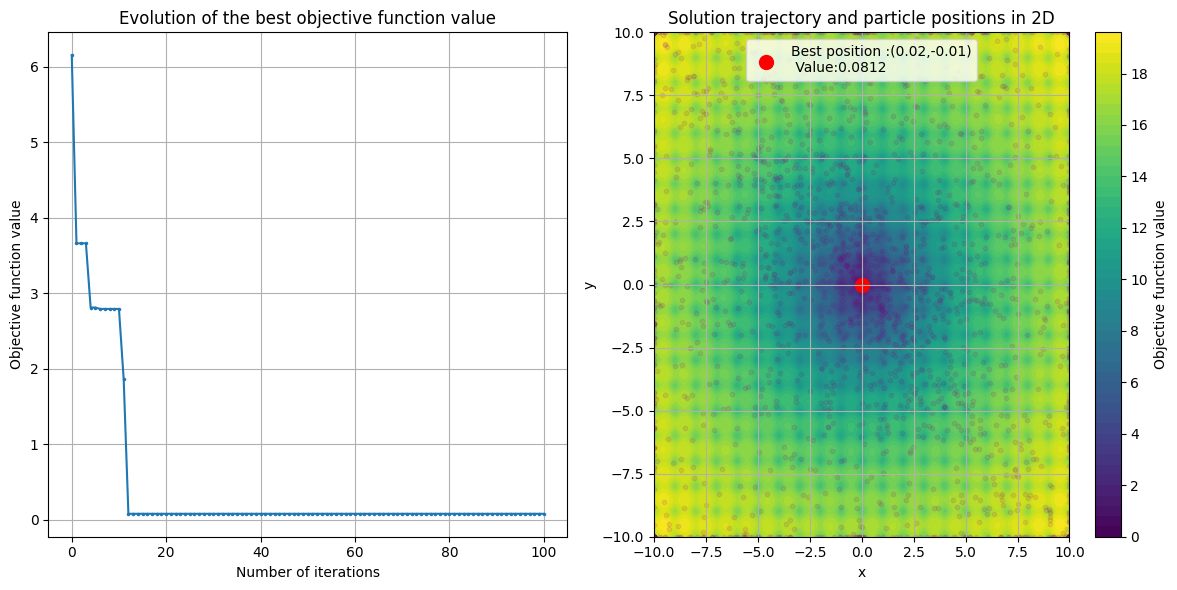 Evolution of the best objective function value
Objective function value
6
5
4
3
2
1
0
0 20 40 60 80 100
Number of iterations
Solution trajectory and particle positions in 2D
Best position :(0.02,-0.01)
Value:0.0812
y
10.0
7.5
5.0
2.5
0.0
−2.5
−5.0
−7.5
−10.0
−10.0 −7.5 −5.0 −2.5 0.0 2.5 5.0 7.5 10.0
x
18
16
14
12
10
8
6
4
2
0
Objective function value